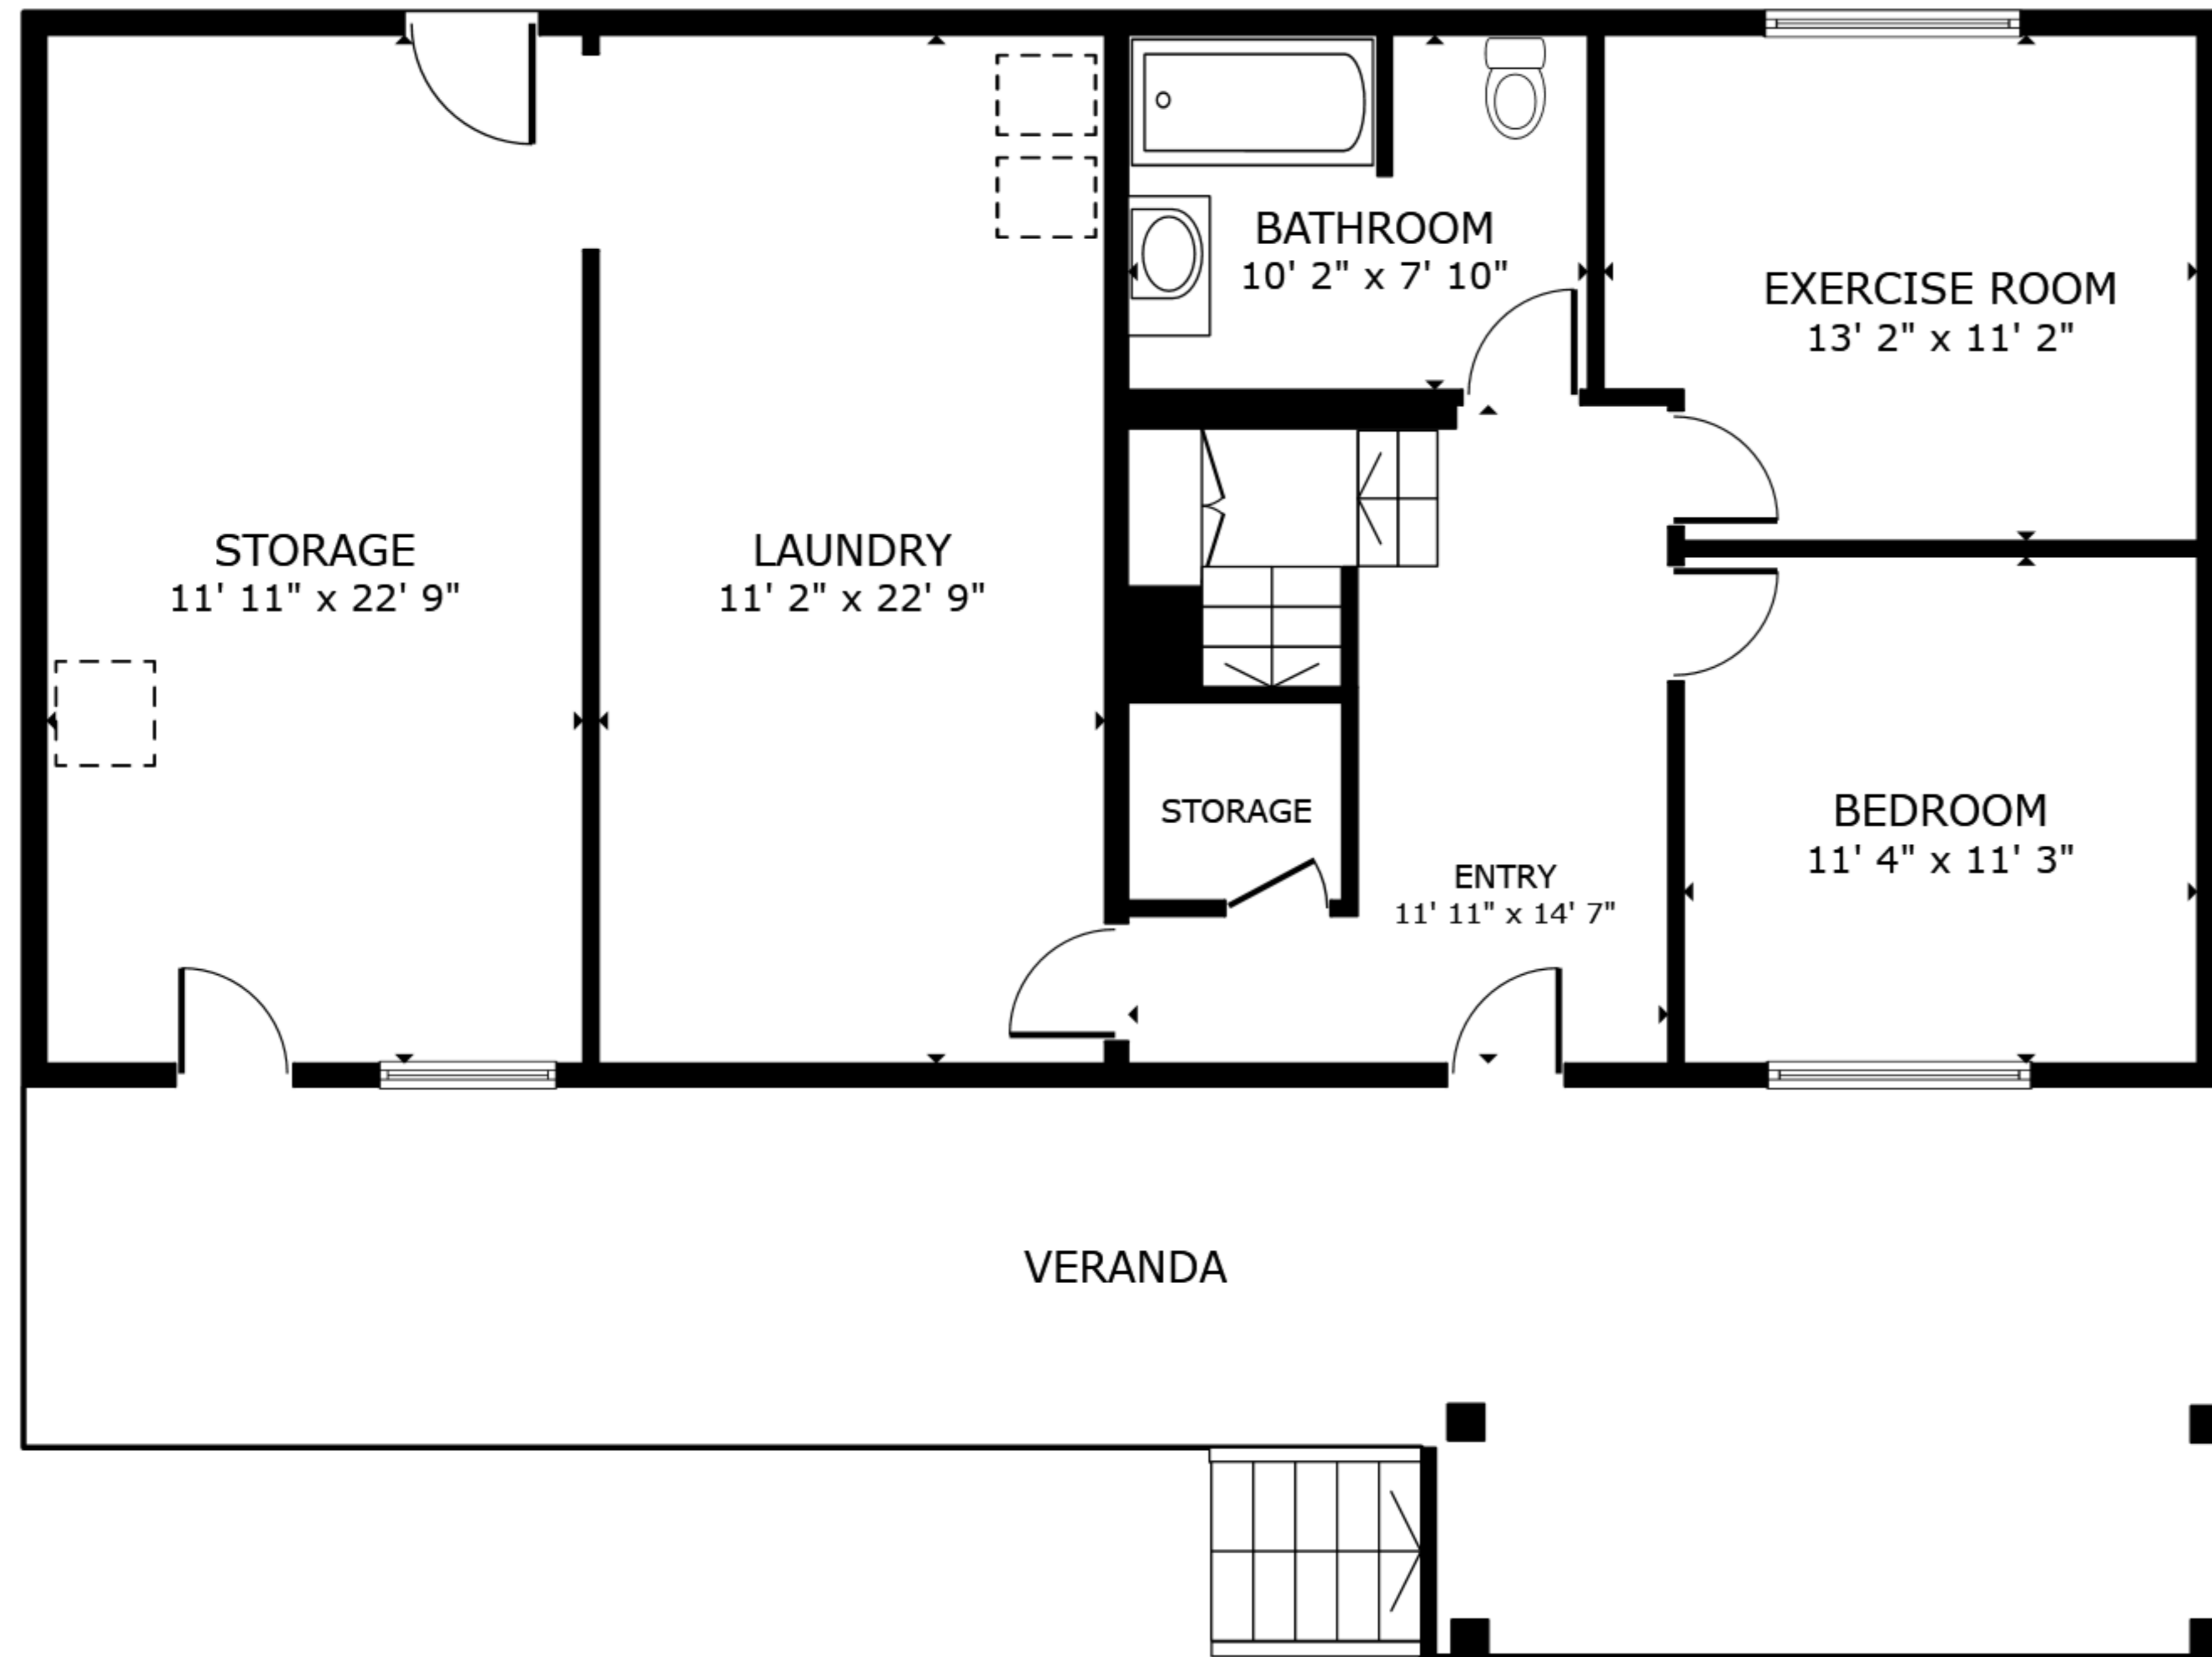 BATHROOM
10' 2" x 7' 10"
EXERCISE ROOM
13' 2" x 11' 2"
STORAGE
11' 11" x 22' 9"
LAUNDRY
11' 2" x 22' 9"
STORAGE
BEDROOM
11' 4" x 11' 3"
ENTRY
11' 11" x 14' 7"
VERANDA